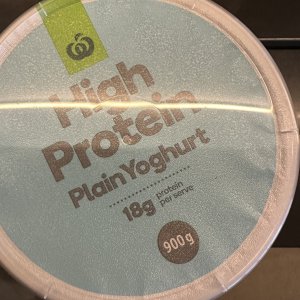 High
Protein
Plain Yoghurt
18g protein
per serve
900g